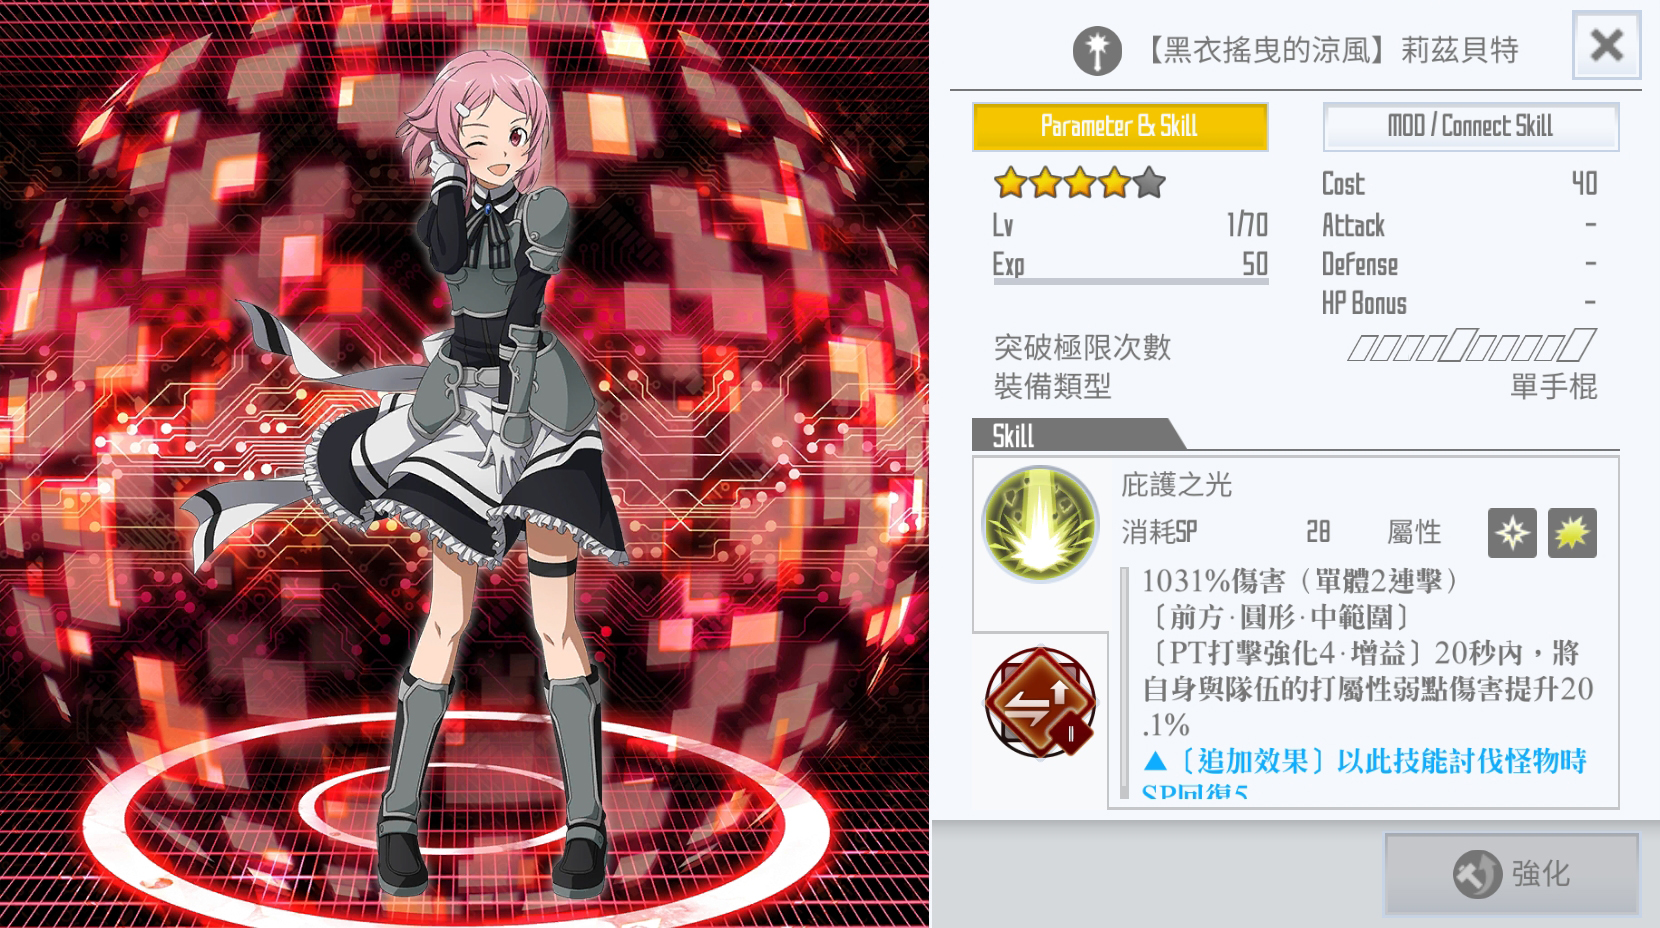 【黑衣搖曳的涼風】莉茲貝特
Parameter & Skill
MOD / Connect Skill
Lv 1/70
Exp 50
Cost 40
Attack -
Defense -
HP Bonus -
突破極限次數
裝備類型 單手棍
Skill
庇護之光
消耗SP 28 屬性
1031%傷害（單體2連擊）
〔前方·圓形·中範圍〕
〔PT打擊強化4·增益〕20秒內，將
自身與隊伍的打屬性弱點傷害提升20
.1%
▲〔追加效果〕以此技能討伐怪物時
SP回復5
II
強化